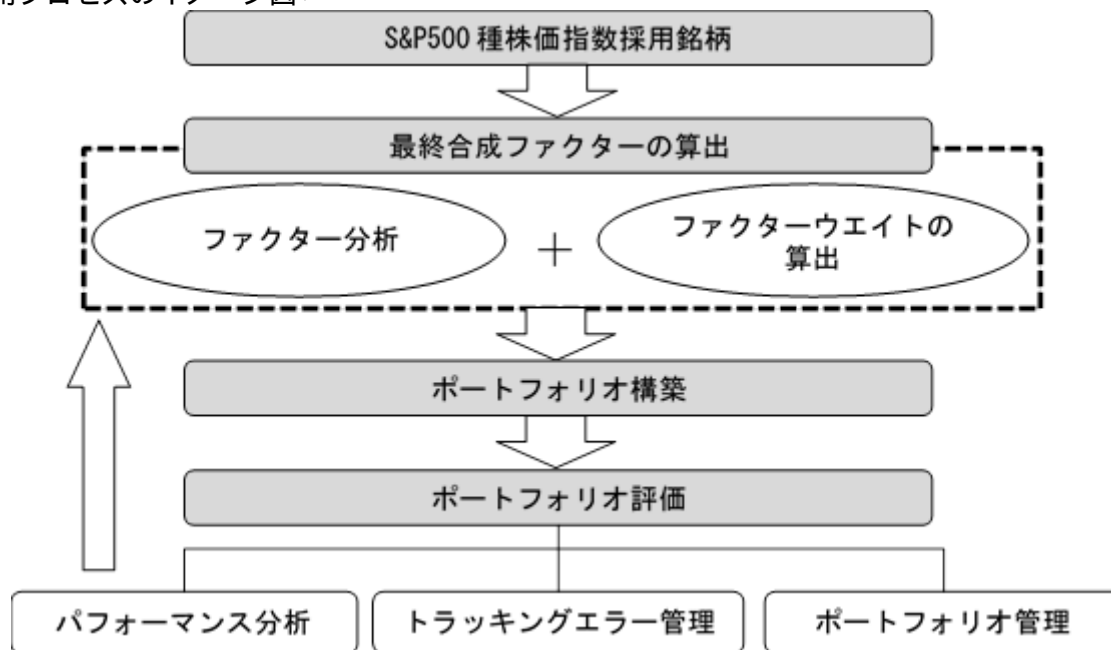 用プロセスのイメージ図
S&P500 種株価指数採用銘柄
最終合成ファクターの算出
ファクター分析
+
ファクターウエイトの
算出
ポートフォリオ構築
ポートフォリオ評価
パフォーマンス分析
トラッキングエラー管理
ポートフォリオ管理